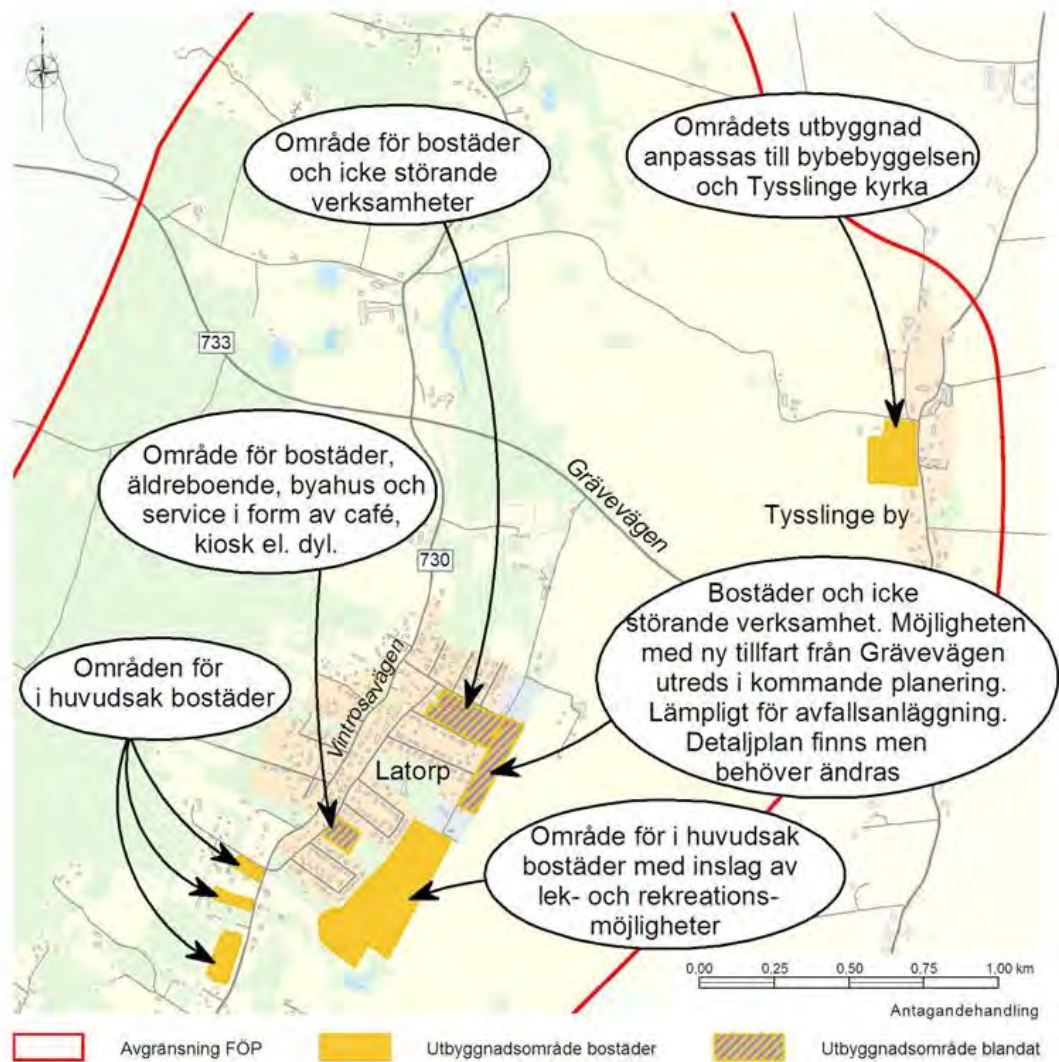 Område för bostäder
och icke störande
verksamheter
Områdets utbyggnad
anpassas till bybebyggelsen
och Tysslinge kyrka
733
Område för bostäder,
äldreboende, byahus och
service i form av café,
kiosk el. dyl.
Grävevägen
Tysslinge by
730
Bostäder och icke
störande verksamhet. Möjligheten
med ny tillfart från Grävevägen
utreds i kommande planering.
Lämpligt för avfallsanläggning.
Detaljplan finns men
behöver ändras
Områden för
i huvudsak bostäder
Vintrosavägen
Latorp
Område för i huvudsak
bostäder med inslag av
lek- och rekreations-
möjligheter
0,00 0,25 0,50 0,75 1,00 km
Antagandehandling
Avgränsning FÖP Utbyggnadsområde bostäder Utbyggnadsområde blandat